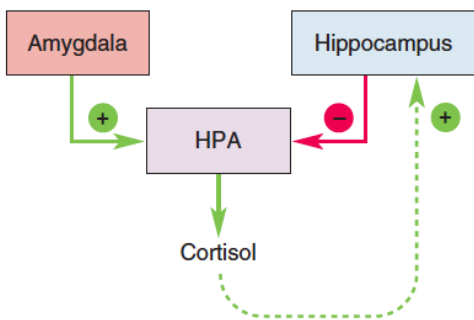 Amygdala
Hippocampus
+
−
+
HPA
Cortisol